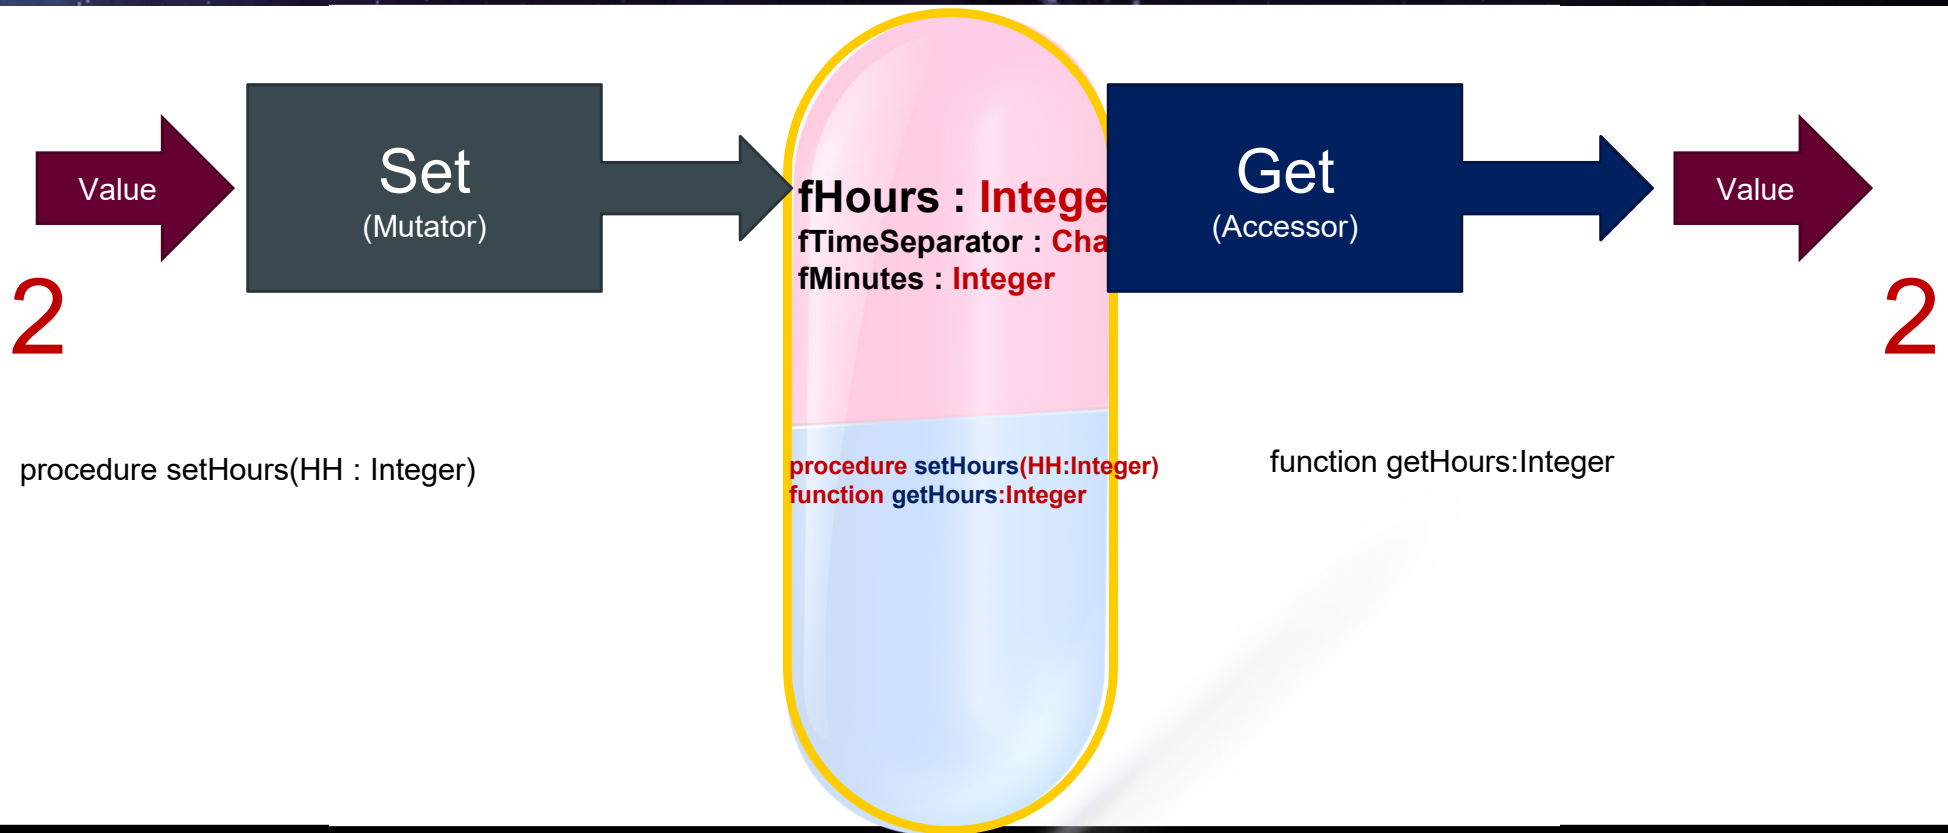 Value
Set
(Mutator)
fHours : Intege
fTimeSeparator : Cha
fMinutes : Integer
Get
(Accessor)
Value
2
2
procedure setHours(HH : Integer)
procedure setHours(HH:Integer)
function getHours:Integer
function getHours:Integer